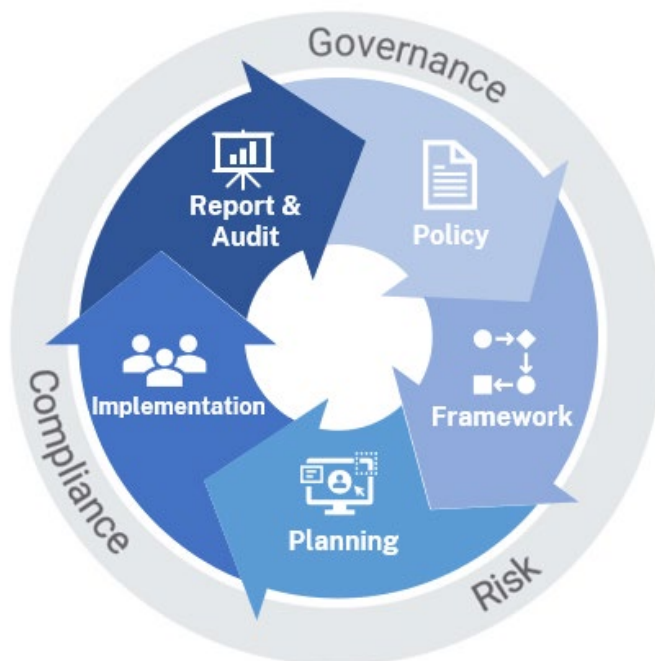 Governance
Policy
Framework
Risk
Planning
Compliance
Implementation
Report &
Audit